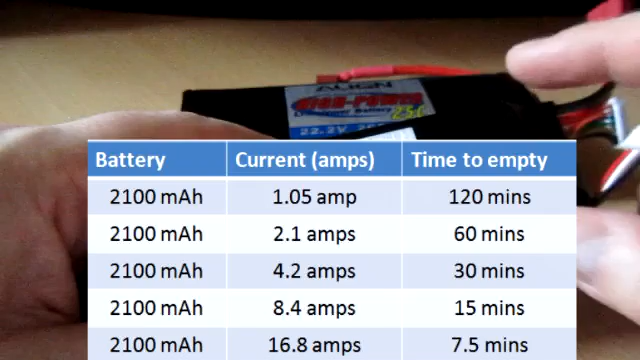 ALIGN
HIGH-POWER
25C
22.2V
Battery Current (amps) Time to empty
2100 mAh 1.05 amp 120 mins
2100 mAh 2.1 amps 60 mins
2100 mAh 4.2 amps 30 mins
2100 mAh 8.4 amps 15 mins
2100 mAh 16.8 amps 7.5 mins